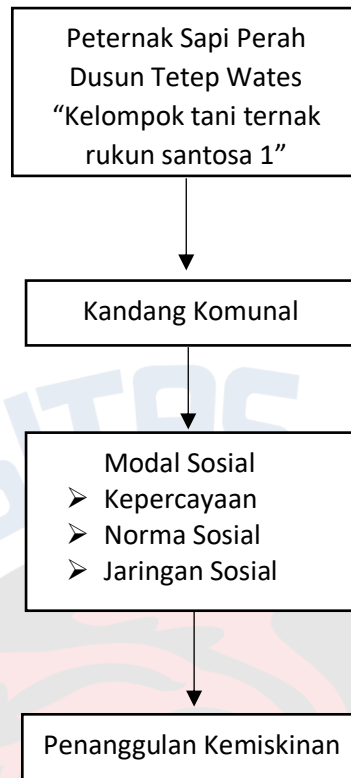 Peternak Sapi Perah
Dusun Tetep Wates
“Kelompok tani ternak
rukun santosa 1”
Kandang Komunal
Modal Sosial
➢ Kepercayaan
➢ Norma Sosial
➢ Jaringan Sosial
Penanggulan Kemiskinan